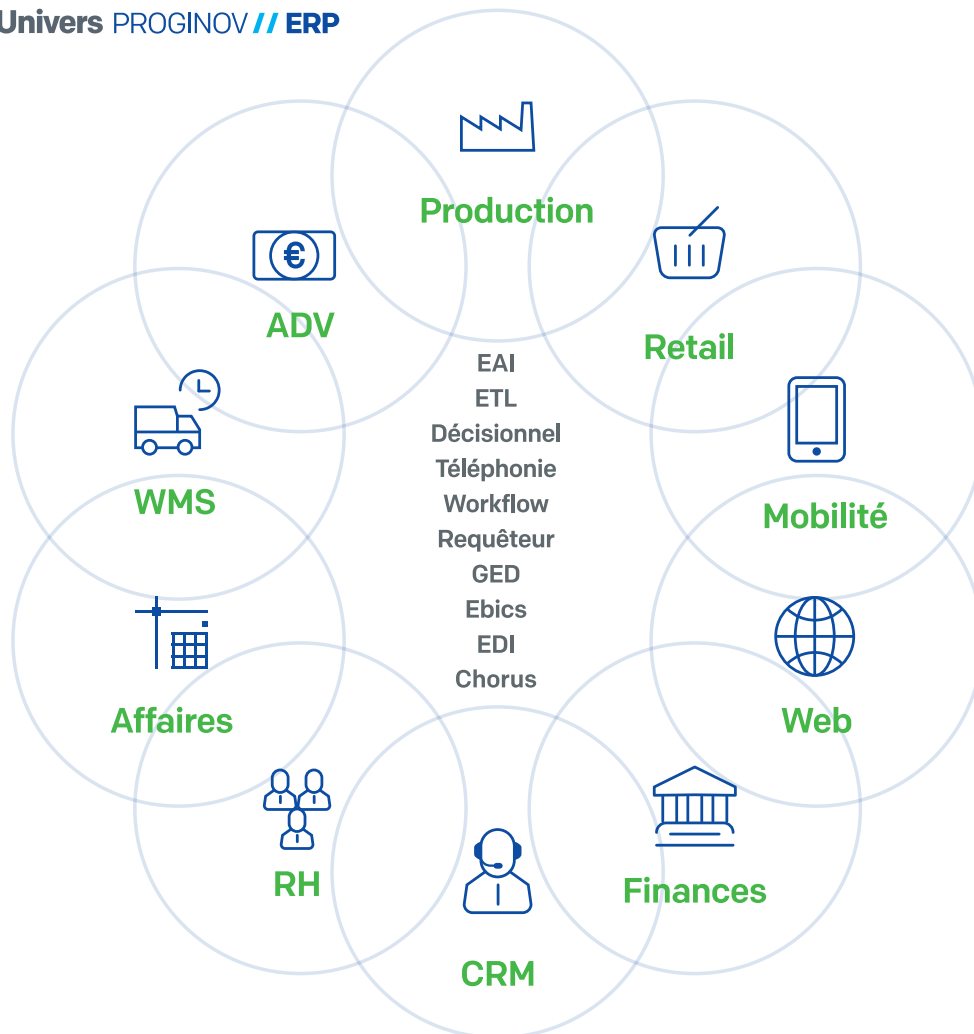 Univers PROGINOV // ERP
Production
ADV
Retail
WMS
Mobilité
EAI
ETL
Décisionnel
Téléphonie
Workflow
Requêteur
GED
Ebics
EDI
Chorus
Affaires
Web
RH
Finances
CRM